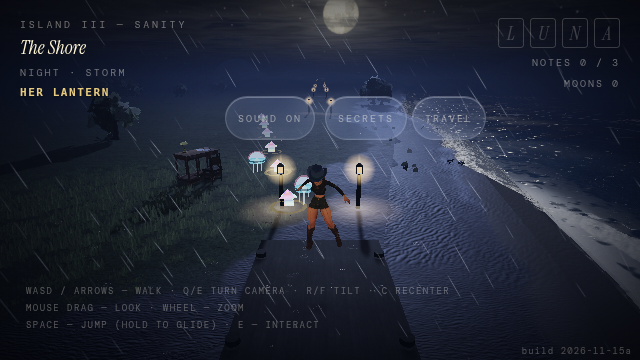 ISLAND III — SANITY
The Shore
NIGHT · STORM
HER LANTERN
LUNA
NOTES 0 / 3
MOONS 0
SOUND ON
SECRETS
TRAVEL
WASD / ARROWS — WALK · Q/E TURN CAMERA · R/F TILT · C RECENTER
MOUSE DRAG — LOOK · WHEEL — ZOOM
SPACE — JUMP (HOLD TO GLIDE) · E — INTERACT
build 2026-11-15a